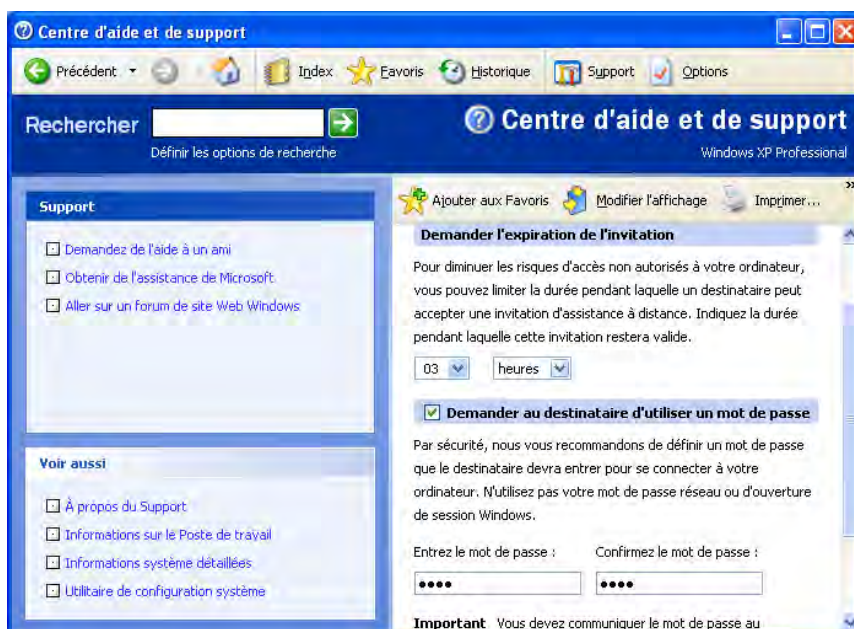 Centre d'aide et de support
Précédent Index Favoris Historique Support Options
Rechercher
Définir les options de recherche
Centre d'aide et de support
Windows XP Professional
Support
Demandez de l'aide à un ami
Obtenir de l'assistance de Microsoft
Aller sur un forum de site Web Windows
Voir aussi
À propos du Support
Informations sur le Poste de travail
Informations système détaillées
Utilitaire de configuration système
Ajouter aux Favoris Modifier l'affichage Imprimer... »
Demander l'expiration de l'invitation
Pour diminuer les risques d'accès non autorisés à votre ordinateur,
vous pouvez limiter la durée pendant laquelle un destinataire peut
accepter une invitation d'assistance à distance. Indiquez la durée
pendant laquelle cette invitation restera valide.
03 heures
Demander au destinataire d'utiliser un mot de passe
Par sécurité, nous vous recommandons de définir un mot de passe
que le destinataire devra entrer pour se connecter à votre
ordinateur. N'utilisez pas votre mot de passe réseau ou d'ouverture
de session Windows.
Entrez le mot de passe : Confirmez le mot de passe :
•••• ••••
Important Vous devez communiquer le mot de passe au